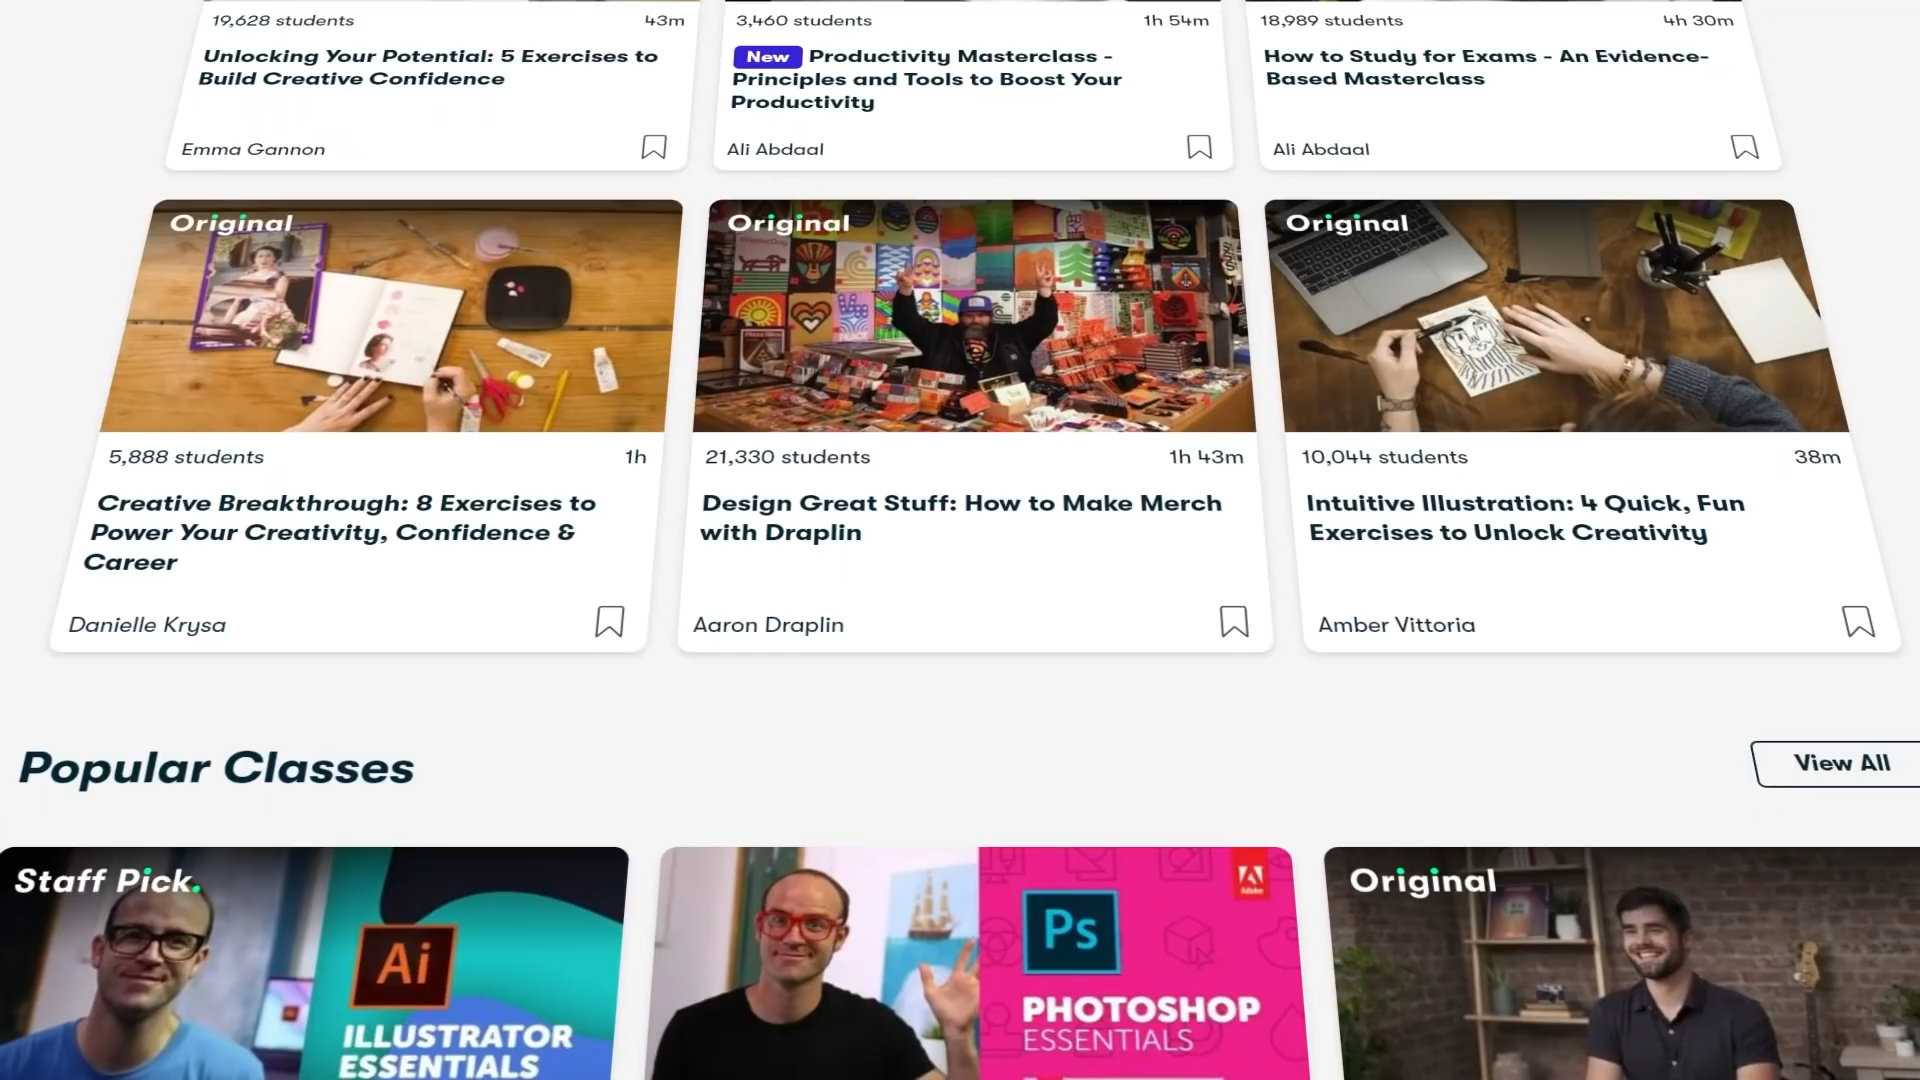 19,628 students 43m
Unlocking Your Potential: 5 Exercises to
Build Creative Confidence
Emma Gannon
3,460 students 1h 54m
New Productivity Masterclass -
Principles and Tools to Boost Your
Productivity
Ali Abdaal
18,989 students 4h 30m
How to Study for Exams - An Evidence-
Based Masterclass
Ali Abdaal
Original
5,888 students 1h
Creative Breakthrough: 8 Exercises to
Power Your Creativity, Confidence &
Career
Danielle Krysa
Original
21,330 students 1h 43m
Design Great Stuff: How to Make Merch
with Draplin
Aaron Draplin
Original
10,044 students 38m
Intuitive Illustration: 4 Quick, Fun
Exercises to Unlock Creativity
Amber Vittoria
Popular Classes
View All
Staff Pick.
Ai
ILLUSTRATOR
ESSENTIALS
Adobe
Ps
PHOTOSHOP
ESSENTIALS
Original